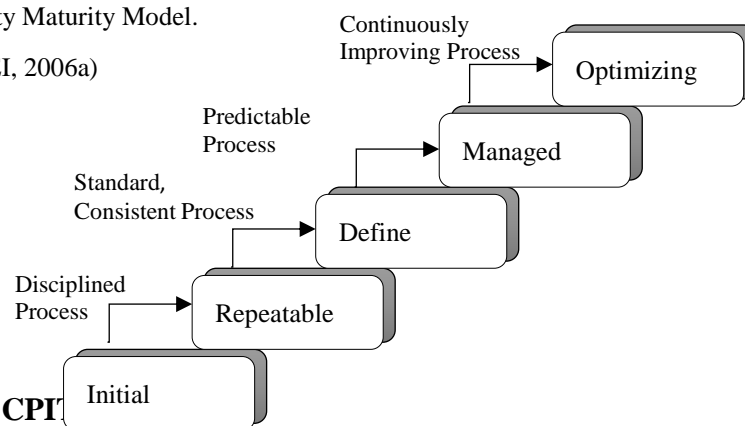 ty Maturity Model.
I, 2006a)
Continuously
Improving Process
Optimizing
Predictable
Process
Managed
Standard,
Consistent Process
Define
Disciplined
Process
Repeatable
Initial
CPIT